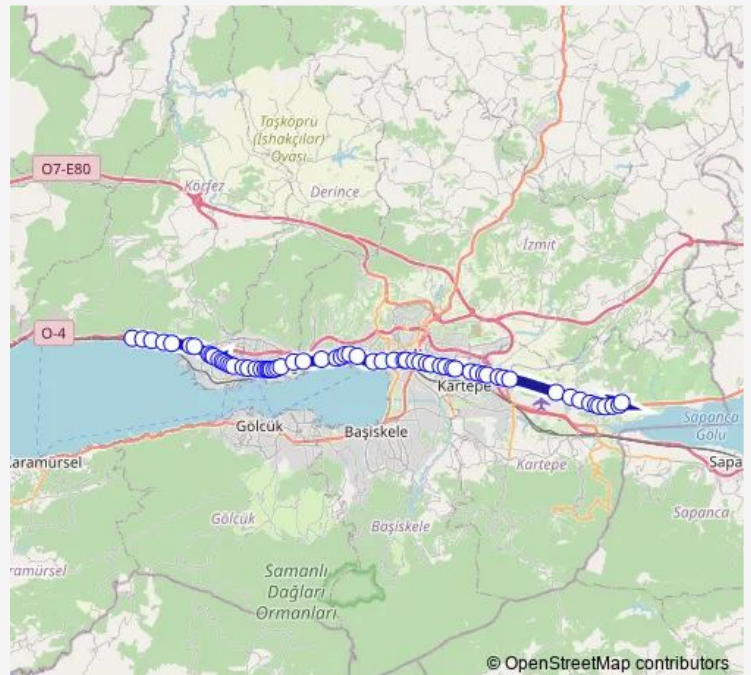 Taşköprü
(İshakçılar)
Ovası
O7-E80
Körfez
Derince
İzmit
O-4
Kartepe
Sapanca
Gölü
Gölcük
Başiskele
aramürsel
Kartepe
Sapa
Gölcük
Başiskele
Sapanca
ramürsel
Samanlı
Dağları
Ormanları
© OpenStreetMap contributors